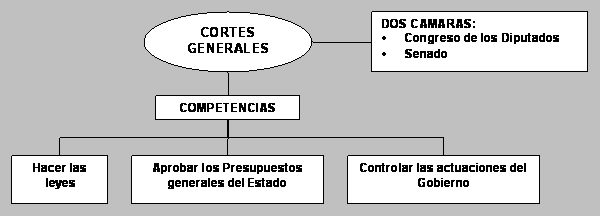 CORTES
GENERALES
DOS CAMARAS:
• Congreso de los Diputados
• Senado
COMPETENCIAS
Hacer las
leyes
Aprobar los Presupuestos
generales del Estado
Controlar las actuaciones del
Gobierno